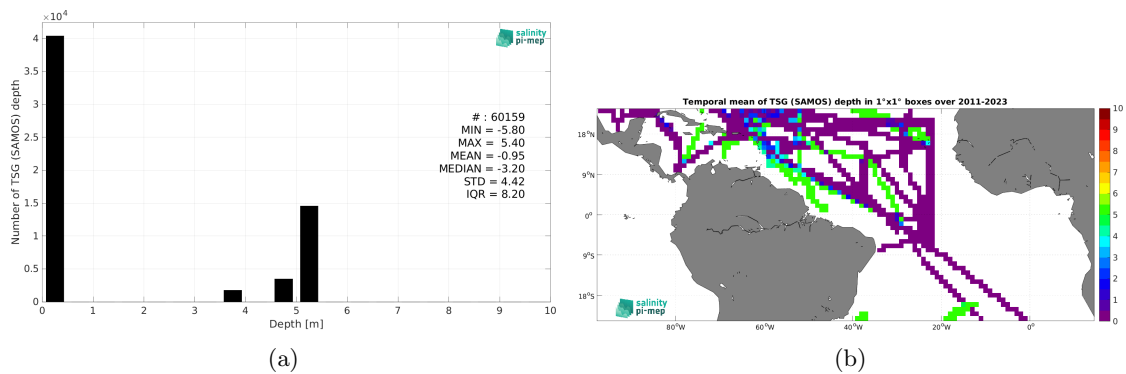 ×10⁴
4
3.5
3
2.5
2
1.5
1
0.5
0
Number of TSG (SAMOS) depth
salinity
pi-mep
# : 60159
MIN = -5.80
MAX = 5.40
MEAN = -0.95
MEDIAN = -3.20
STD = 4.42
IQR = 8.20
0 1 2 3 4 5 6 7 8 9 10
Depth [m]
(a)
Temporal mean of TSG (SAMOS) depth in 1°x1° boxes over 2011-2023
18°N
9°N
0°
9°S
18°S
80°W 60°W 40°W 20°W 0°
salinity
pi-mep
10
9
8
7
6
5
4
3
2
1
0
(b)